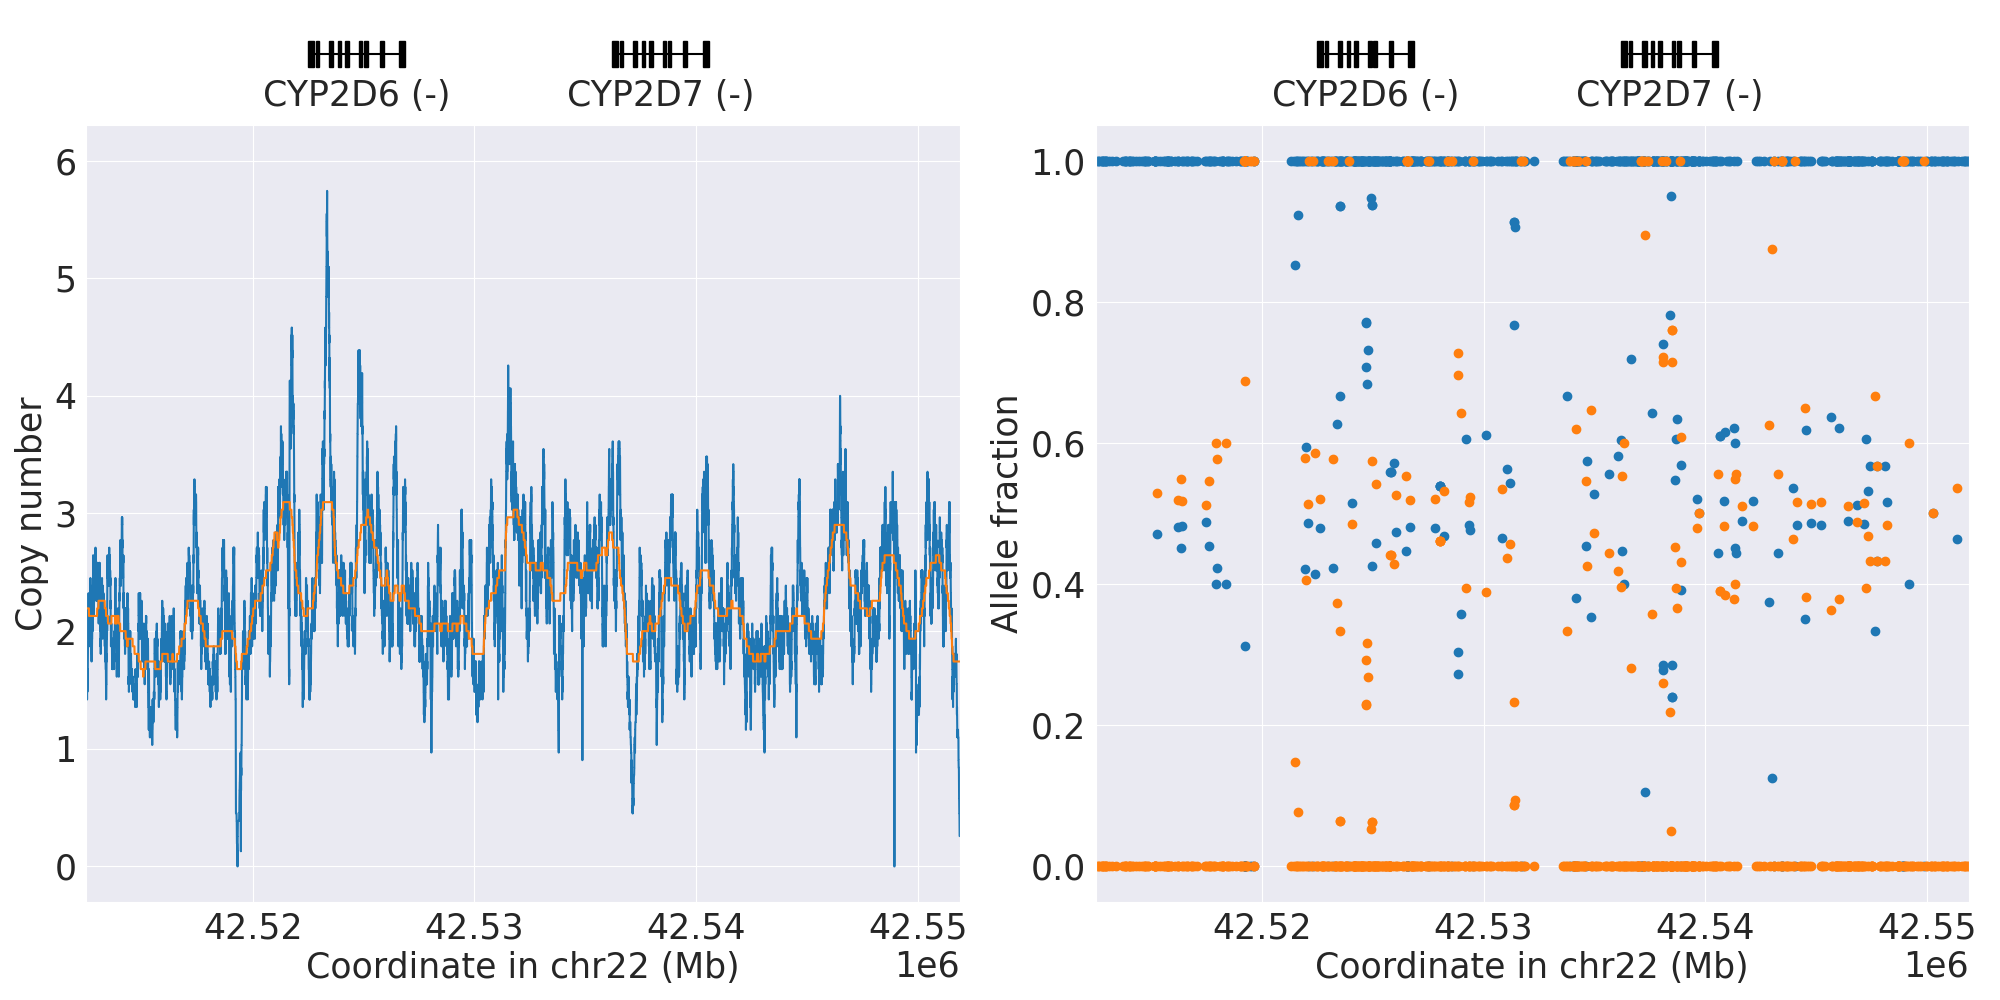 CYP2D6 (-)
CYP2D7 (-)
6
5
4
3
2
1
0
Copy number
42.52
42.53
42.54
42.55
Coordinate in chr22 (Mb)
1e6
CYP2D6 (-)
CYP2D7 (-)
1.0
0.8
0.6
0.4
0.2
0.0
Allele fraction
42.52
42.53
42.54
42.55
Coordinate in chr22 (Mb)
1e6